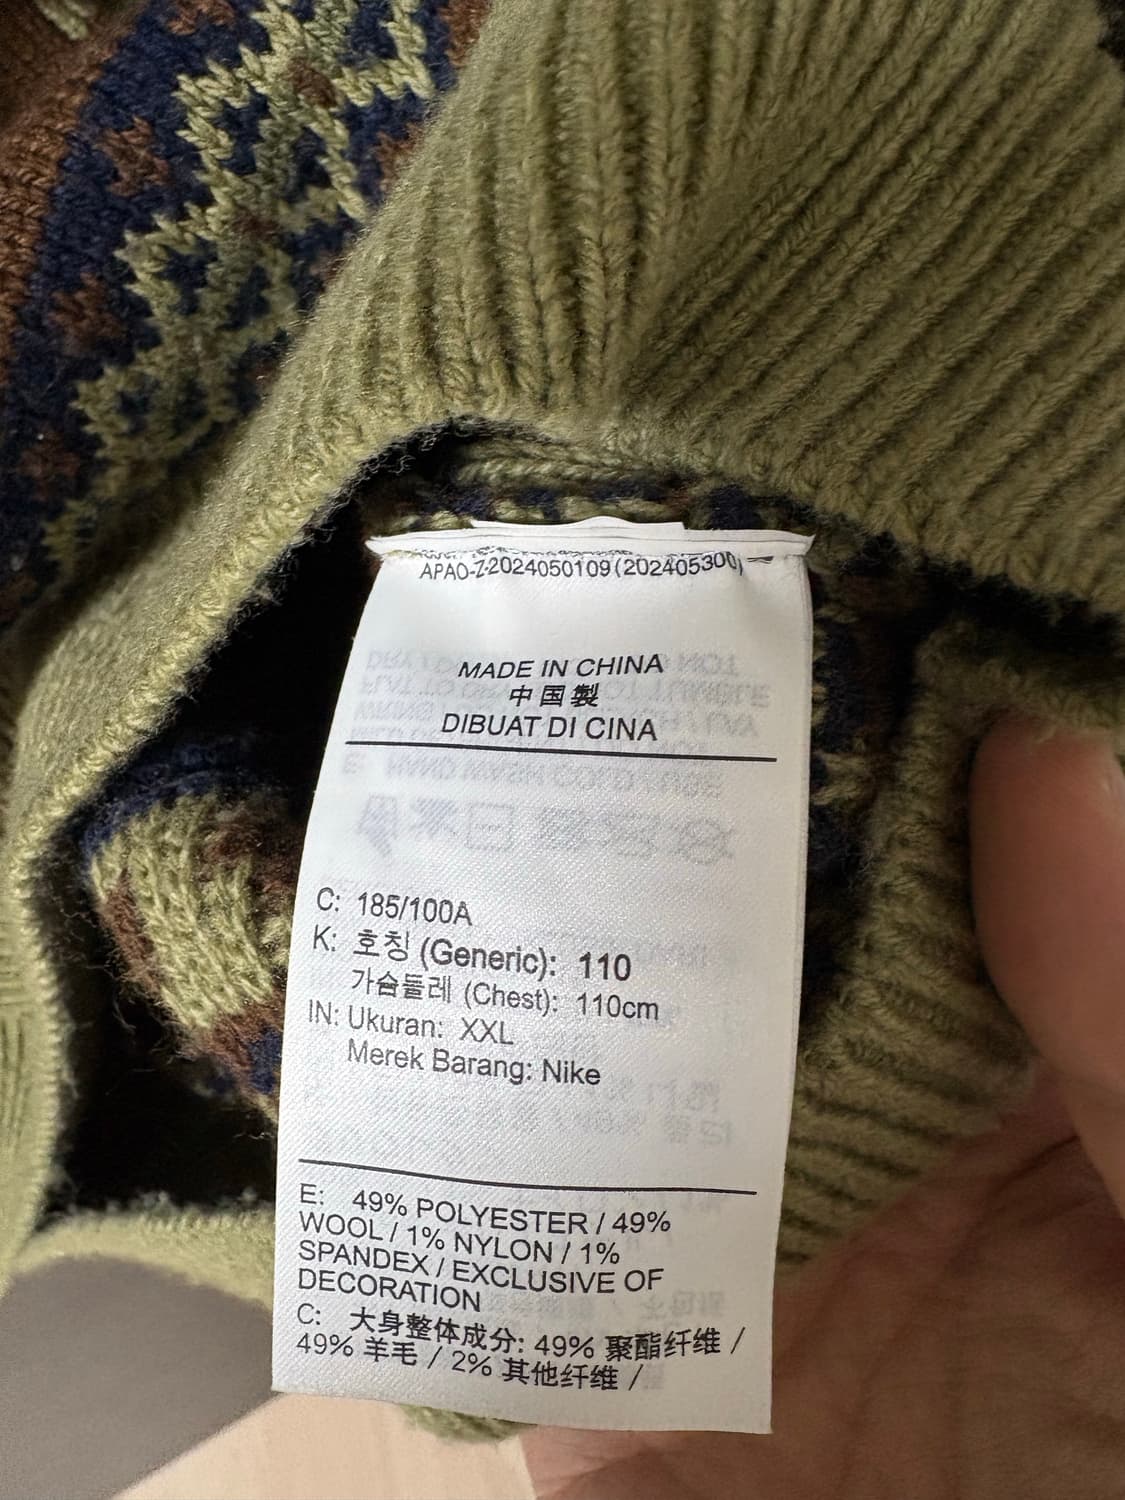 APAO-Z-2024050109(202405300)
MADE IN CHINA
中国製
DIBUAT DI CINA
C: 185/100A
K: 호칭 (Generic): 110
가슴둘레 (Chest): 110cm
IN: Ukuran: XXL
Merek Barang: Nike
E: 49% POLYESTER / 49%
WOOL / 1% NYLON / 1%
SPANDEX / EXCLUSIVE OF
DECORATION
C: 大身整体成分: 49% 聚酯纤维 /
49% 羊毛 / 2% 其他纤维 /